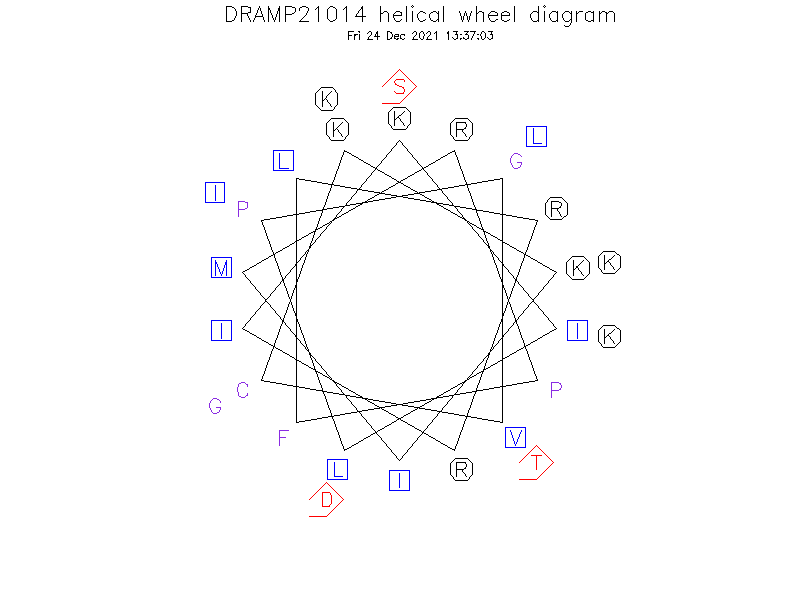 DRAMP21014 helical wheel diagram
Fri 24 Dec 2021 13:37:03
S
K
K K R
L
L G
I
P R
M K K
I I K
C P
G
F V
T
L I R
D